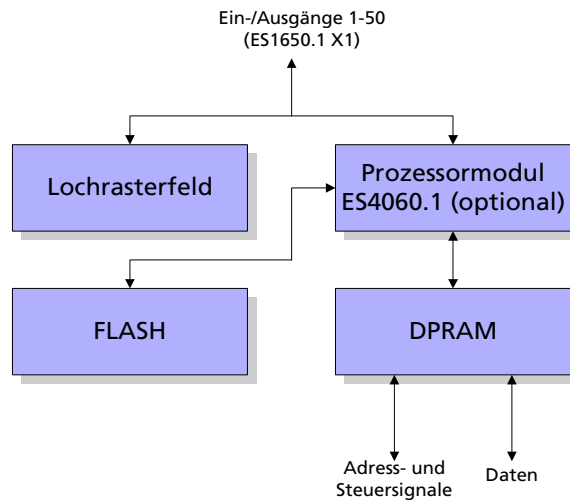 Ein-/Ausgänge 1-50
(ES1650.1 X1)
Lochrasterfeld
Prozessormodul
ES4060.1 (optional)
FLASH
DPRAM
Adress- und
Steuersignale
Daten